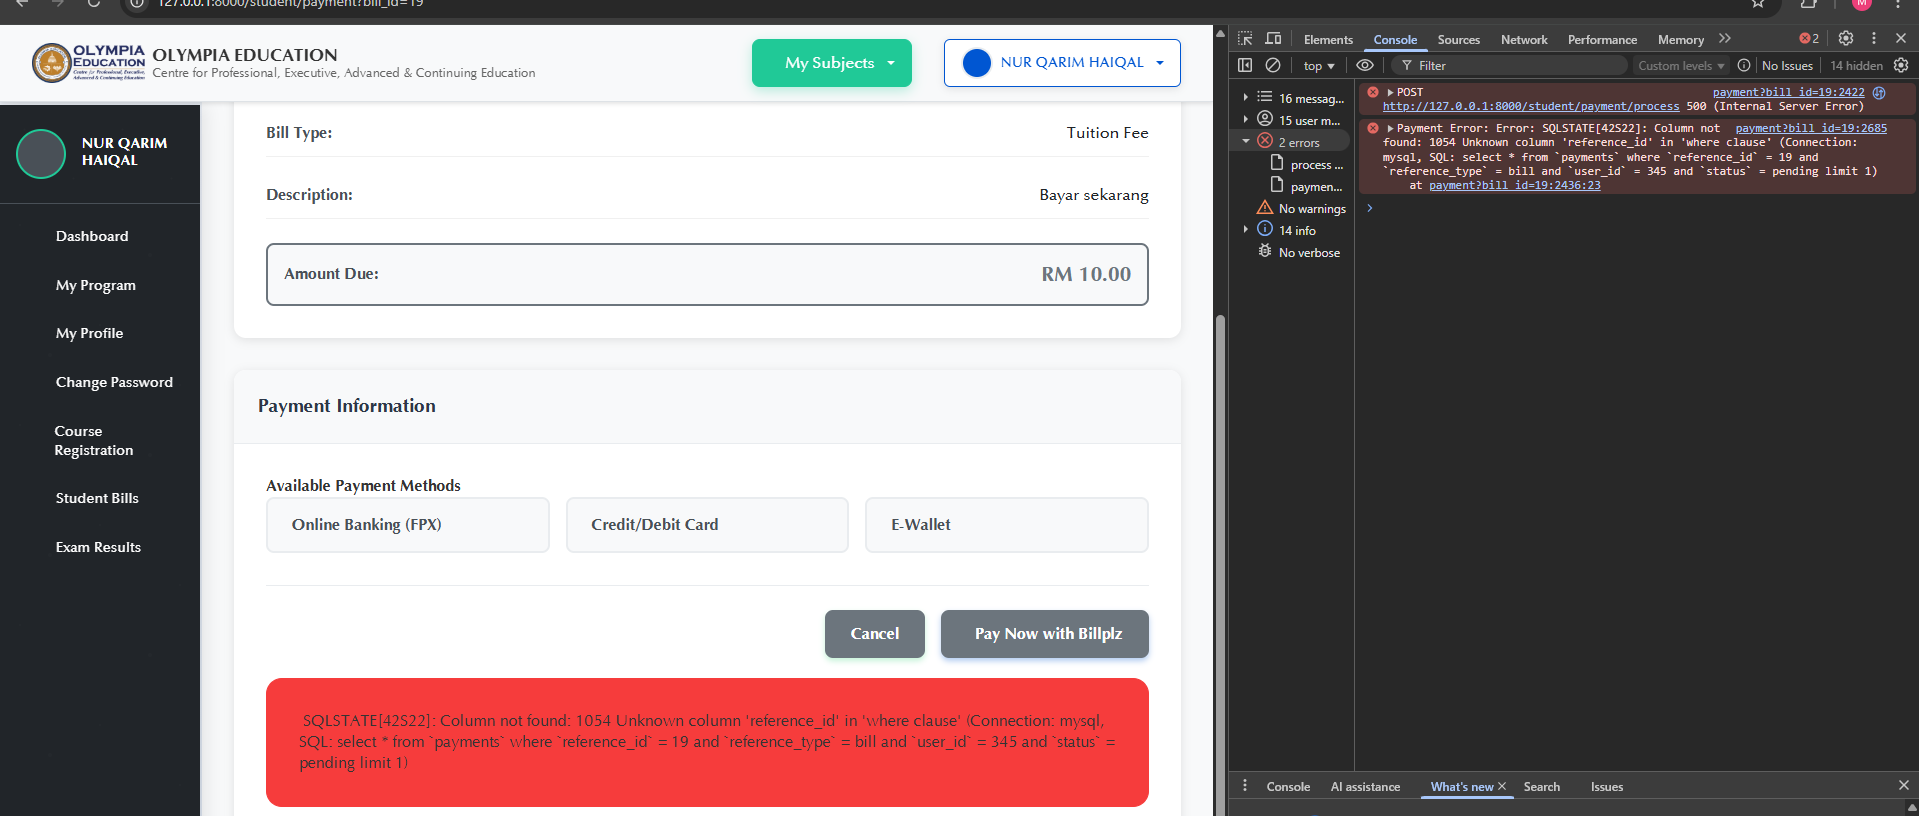 127.0.0.1:8000/student/payment?bill_id=19
M
OLYMPIA
EDUCATION
Centre for Professional, Executive,
Advanced & Continuing Education
OLYMPIA EDUCATION
Centre for Professional, Executive, Advanced & Continuing Education
My Subjects
NUR QARIM HAIQAL
NUR QARIM
HAIQAL
Dashboard
My Program
My Profile
Change Password
Course
Registration
Student Bills
Exam Results
Bill Type:
Tuition Fee
Description:
Bayar sekarang
Amount Due:
RM 10.00
Payment Information
Available Payment Methods
Online Banking (FPX)
Credit/Debit Card
E-Wallet
Cancel
Pay Now with Billplz
SQLSTATE[42S22]: Column not found: 1054 Unknown column 'reference_id' in 'where clause' (Connection: mysql,
SQL: select * from `payments` where `reference_id` = 19 and `reference_type` = bill and `user_id` = 345 and `status` =
pending limit 1)
Elements
Console
Sources
Network
Performance
Memory
2
top
Filter
Custom levels
No Issues
14 hidden
16 messag...
15 user m...
2 errors
process ...
paymen...
No warnings
14 info
No verbose
POST
payment?bill_id=19:2422
http://127.0.0.1:8000/student/payment/process 500 (Internal Server Error)
Payment Error: Error: SQLSTATE[42S22]: Column not
payment?bill_id=19:2685
found: 1054 Unknown column 'reference_id' in 'where clause' (Connection:
mysql, SQL: select * from `payments` where `reference_id` = 19 and
`reference_type` = bill and `user_id` = 345 and `status` = pending limit 1)
at payment?bill_id=19:2436:23
Console
AI assistance
What's new
Search
Issues